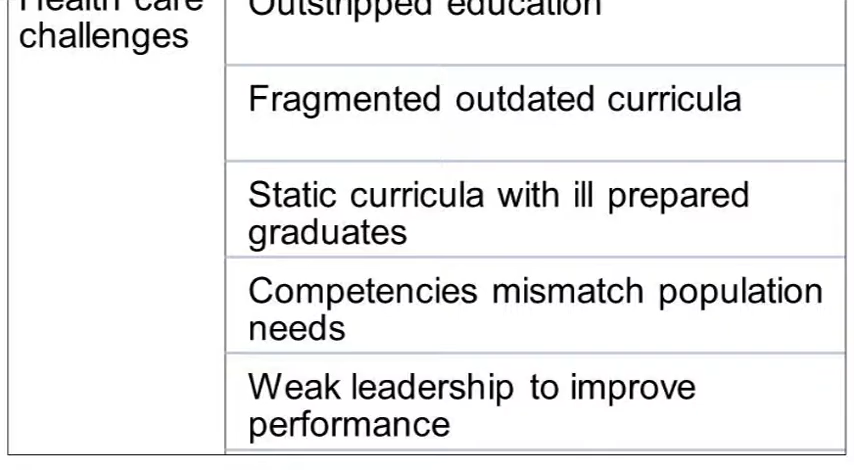 Health care
challenges
Outstripped education
Fragmented outdated curricula
Static curricula with ill prepared
graduates
Competencies mismatch population
needs
Weak leadership to improve
performance